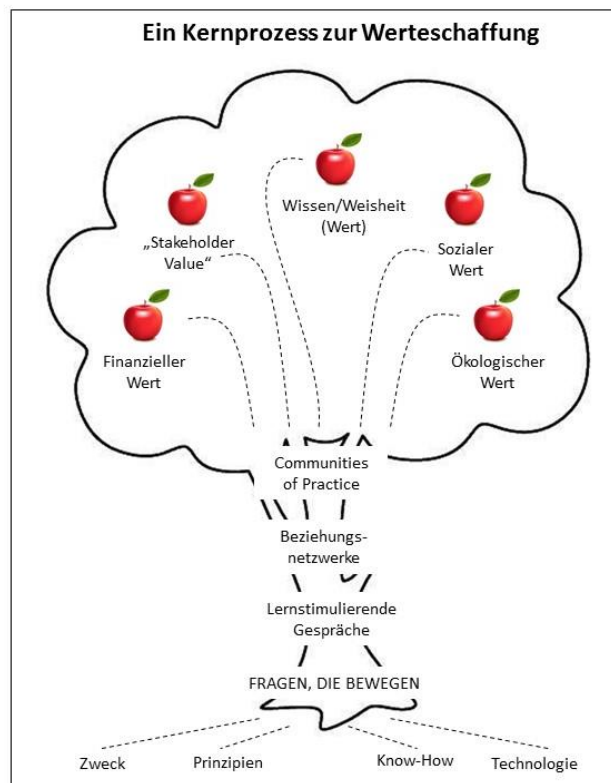 Ein Kernprozess zur Werteschaffung
Wissen/Weisheit
(Wert)
„Stakeholder
Value“
Sozialer
Wert
Finanzieller
Wert
Ökologischer
Wert
Communities
of Practice
Beziehungs-
netzwerke
Lernstimulierende
Gespräche
FRAGEN, DIE BEWEGEN
Zweck
Prinzipien
Know-How
Technologie